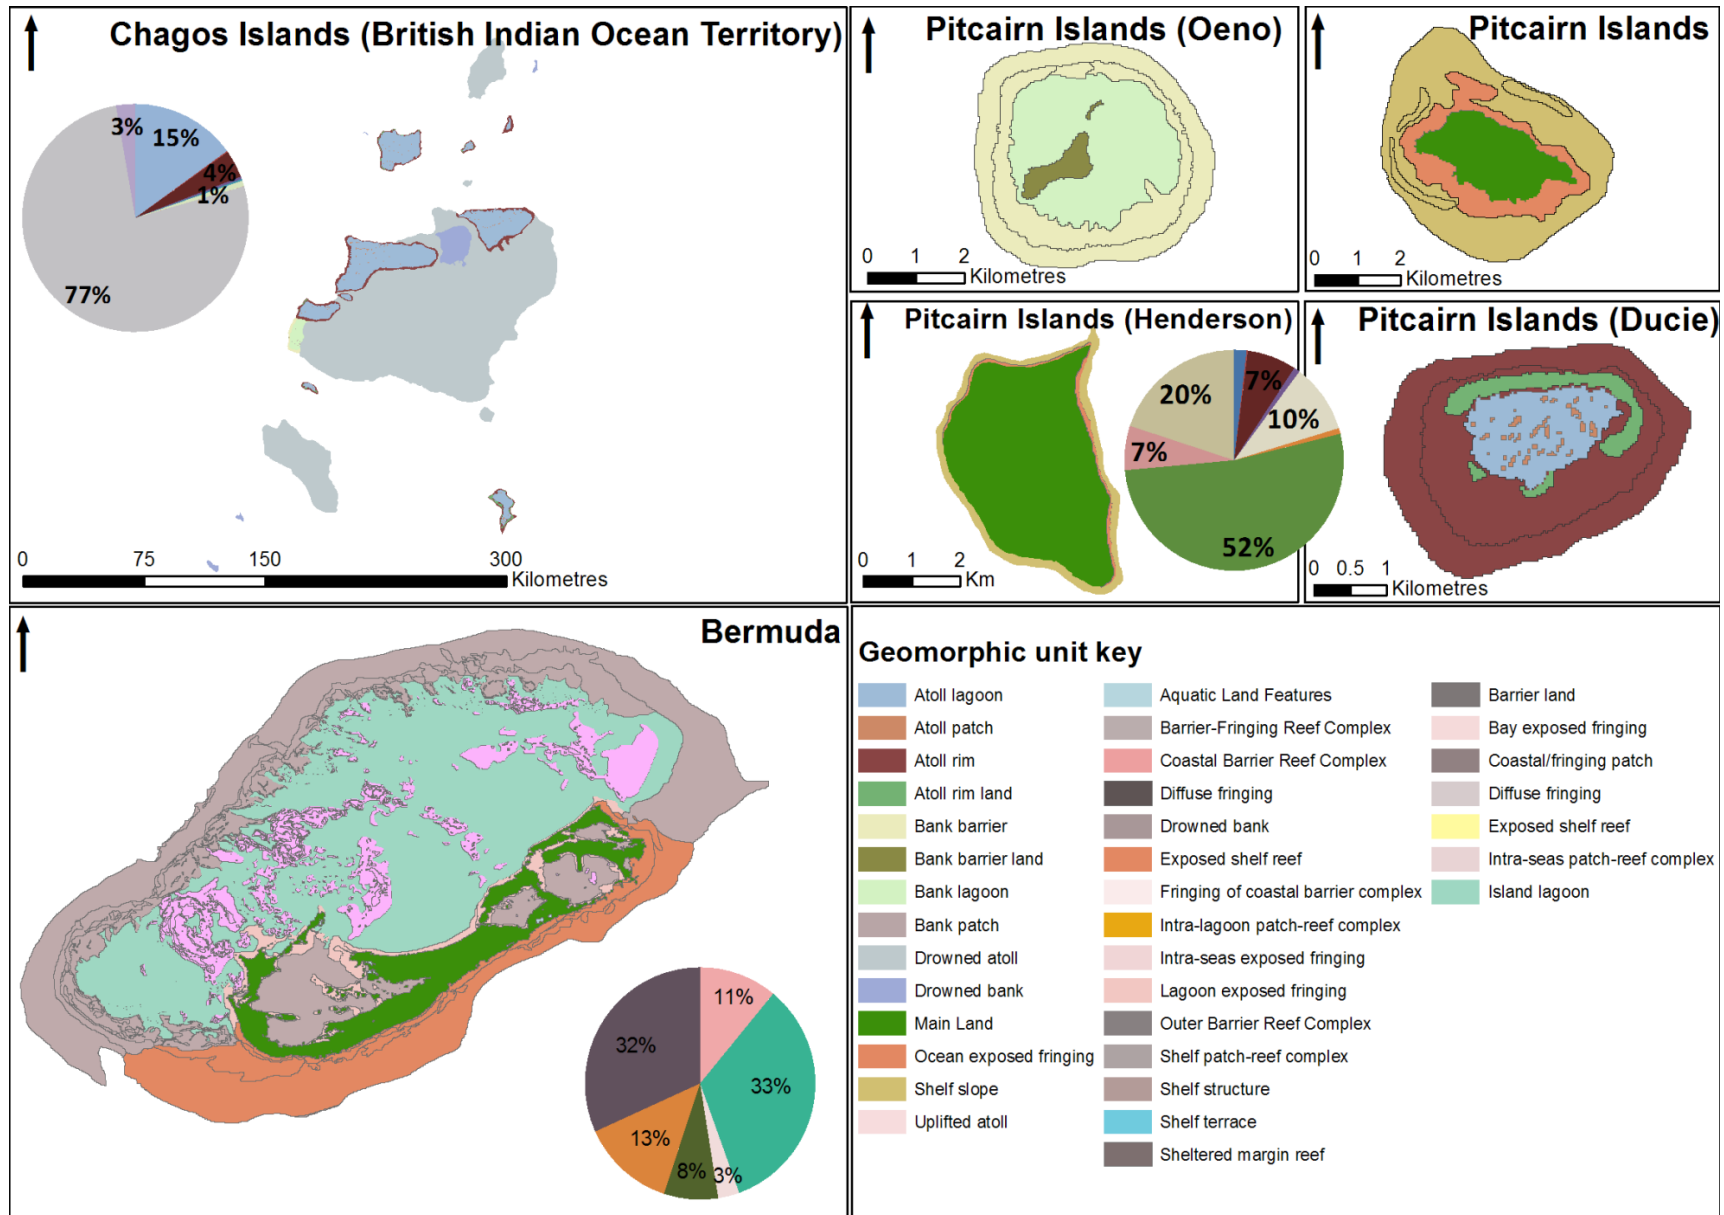 Chagos Islands (British Indian Ocean Territory)
3%
15%
4%
1%
77%
0 75 150 300
Kilometres
Pitcairn Islands (Oeno)
0 1 2
Kilometres
Pitcairn Islands
0 1 2
Kilometres
Pitcairn Islands (Henderson)
7%
20%
10%
7%
52%
0 1 2
Km
Pitcairn Islands (Ducie)
0 0.5 1
Kilometres
Bermuda
11%
32%
33%
13%
8%
3%
Geomorphic unit key
Atoll lagoon
Atoll patch
Atoll rim
Atoll rim land
Bank barrier
Bank barrier land
Bank lagoon
Bank patch
Drowned atoll
Drowned bank
Main Land
Ocean exposed fringing
Shelf slope
Uplifted atoll
Aquatic Land Features
Barrier-Fringing Reef Complex
Coastal Barrier Reef Complex
Diffuse fringing
Drowned bank
Exposed shelf reef
Fringing of coastal barrier complex
Intra-lagoon patch-reef complex
Intra-seas exposed fringing
Lagoon exposed fringing
Outer Barrier Reef Complex
Shelf patch-reef complex
Shelf structure
Shelf terrace
Sheltered margin reef
Barrier land
Bay exposed fringing
Coastal/fringing patch
Diffuse fringing
Exposed shelf reef
Intra-seas patch-reef complex
Island lagoon